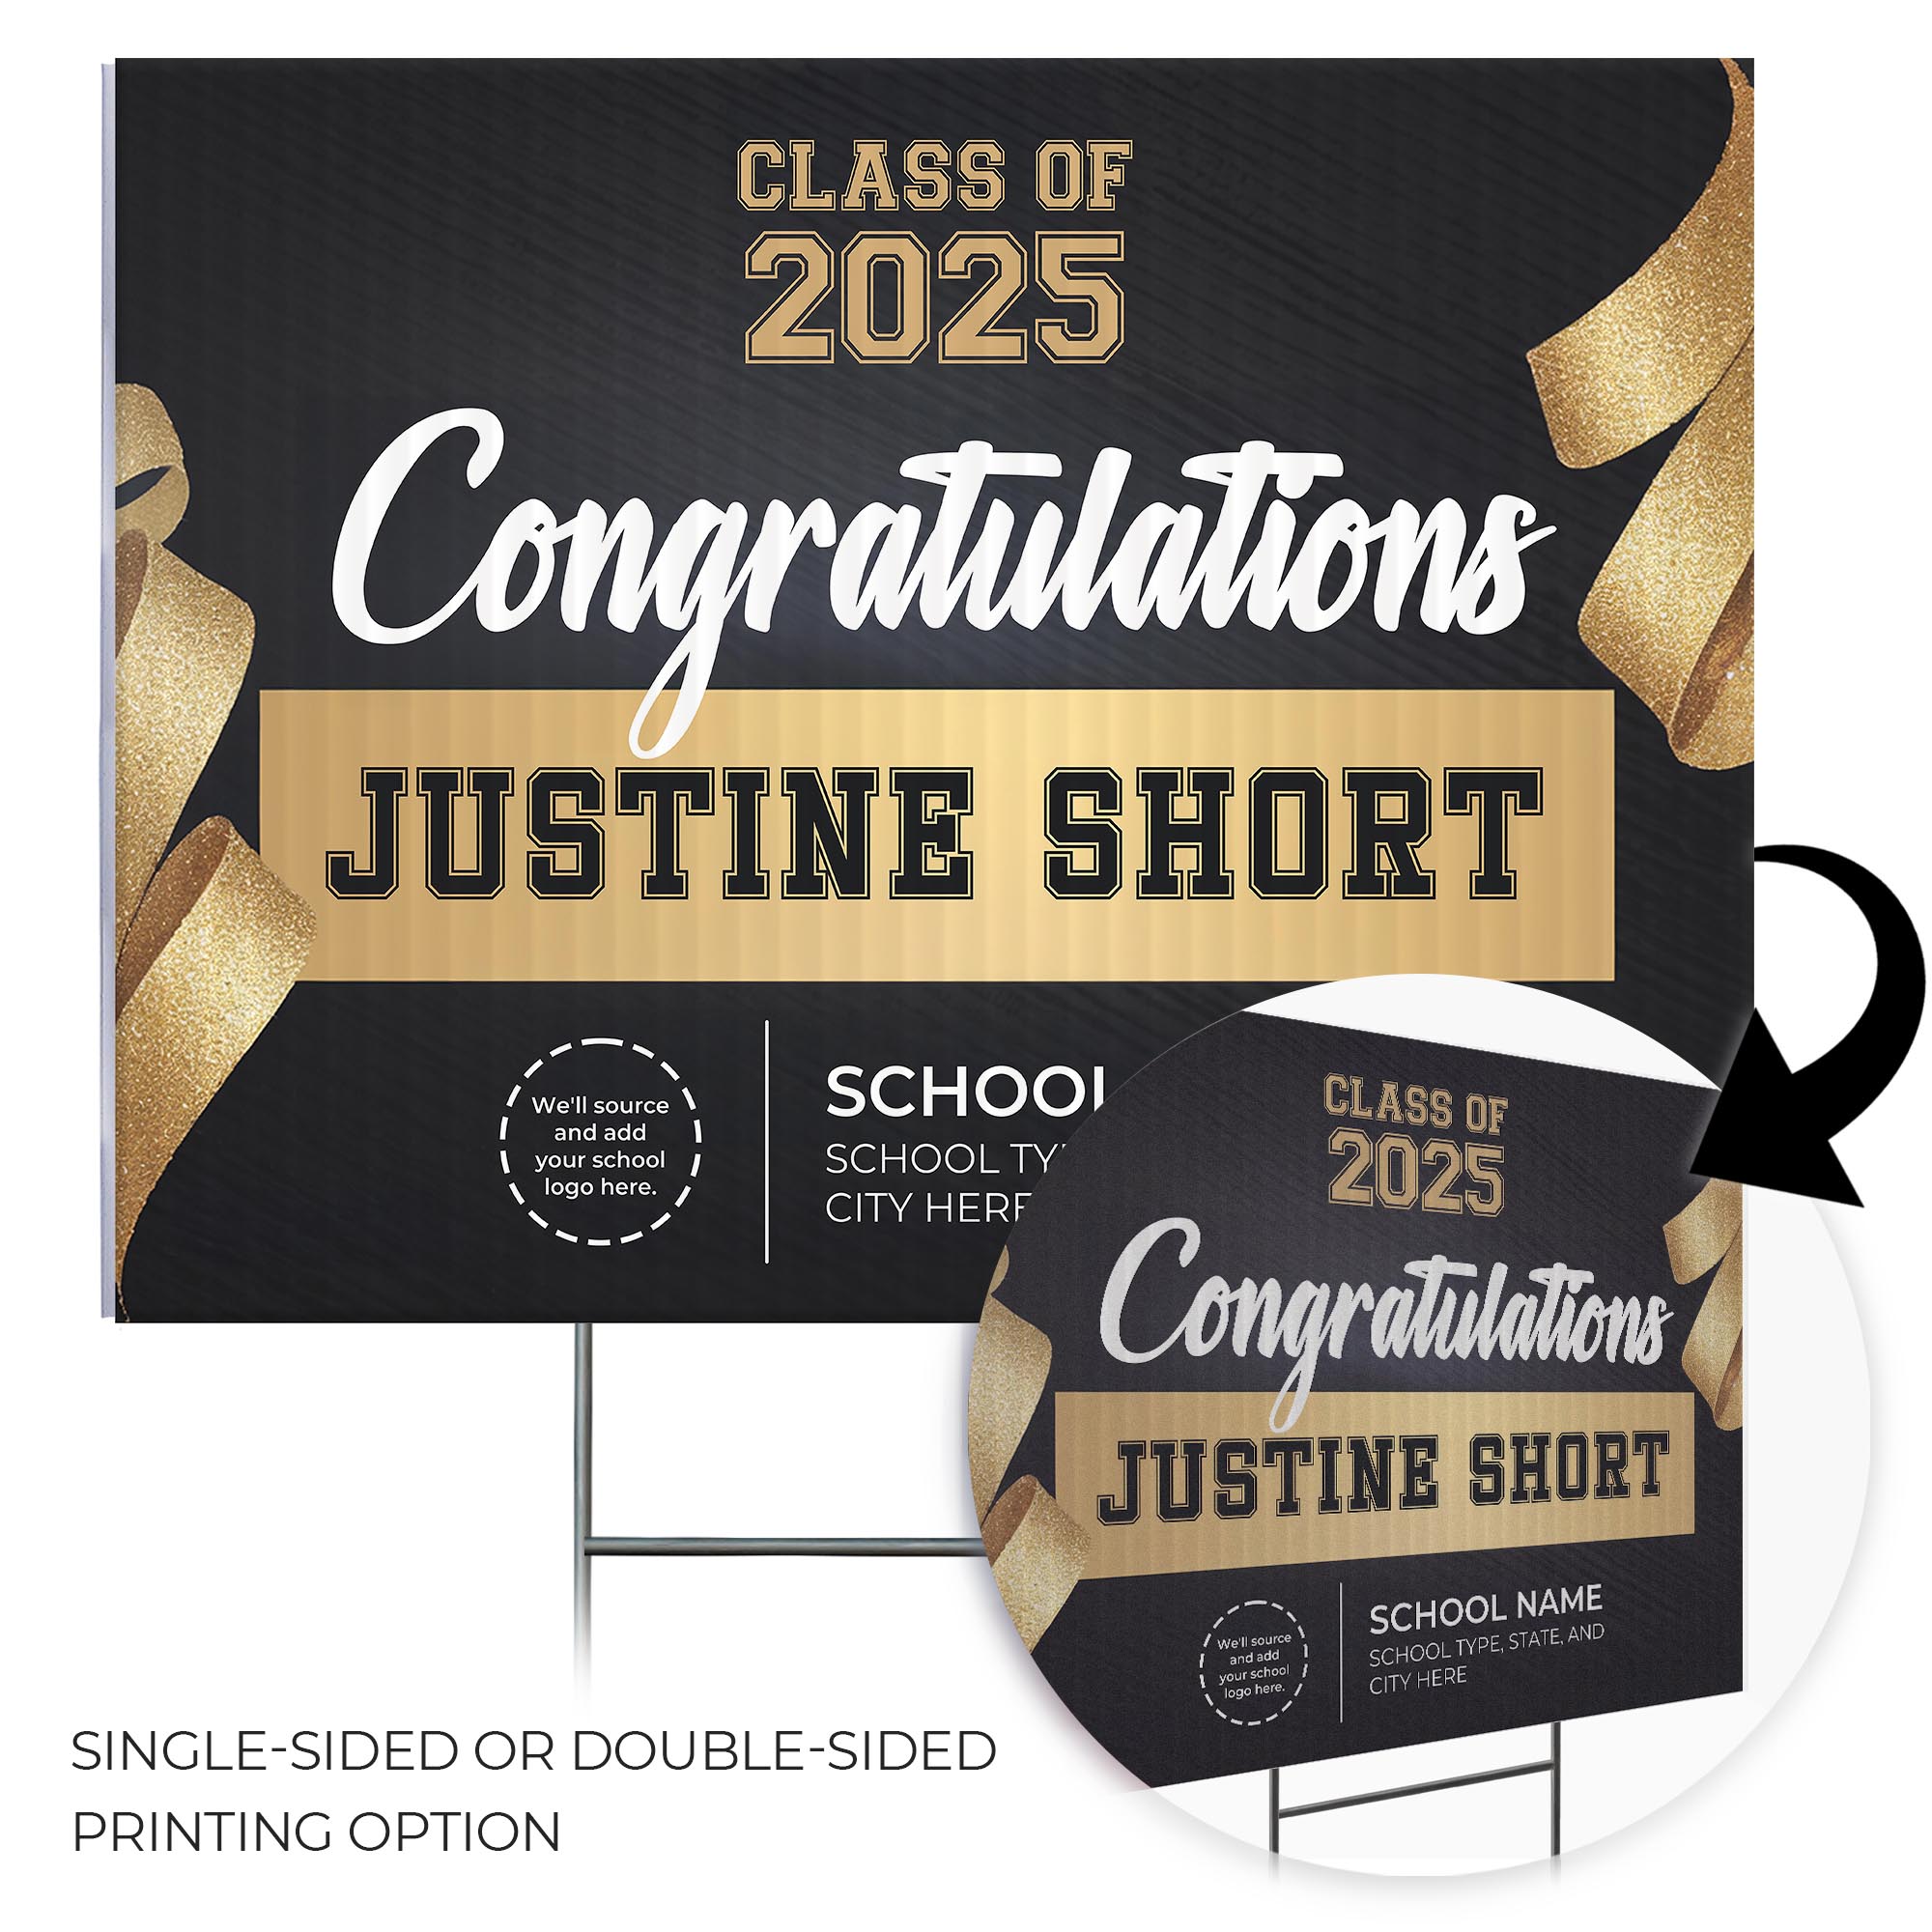 CLASS OF
2025
Congratulations
JUSTINE SHORT
We'll source
and add
your school
logo here.
SCHOOL
SCHOOL TY
CITY HERE
CLASS OF
2025
Congratulations
JUSTINE SHORT
We'll source
and add
your school
logo here.
SCHOOL NAME
SCHOOL TYPE, STATE, AND
CITY HERE
SINGLE-SIDED OR DOUBLE-SIDED
PRINTING OPTION